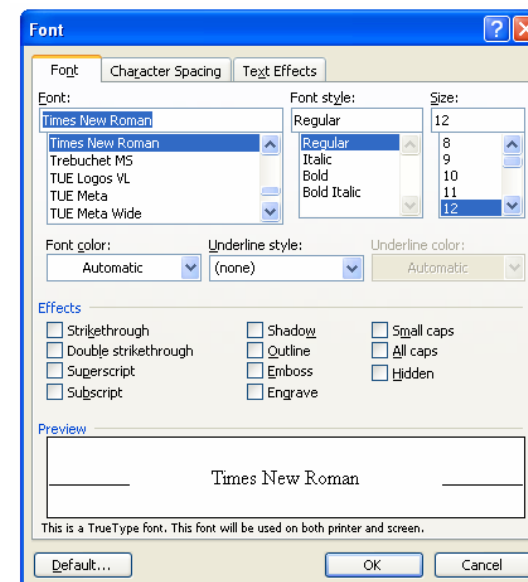 Font
Font Character Spacing Text Effects
Font: Font style: Size:
Times New Roman Regular 12
Times New Roman Regular 8
Trebuchet MS Italic 9
TUE Logos VL Bold 10
TUE Meta Bold Italic 11
TUE Meta Wide 12
Font color: Underline style: Underline color:
Automatic (none) Automatic
Effects
Strikethrough Shadow Small caps
Double strikethrough Outline All caps
Superscript Emboss Hidden
Subscript Engrave
Preview
Times New Roman
This is a TrueType font. This font will be used on both printer and screen.
Default... OK Cancel